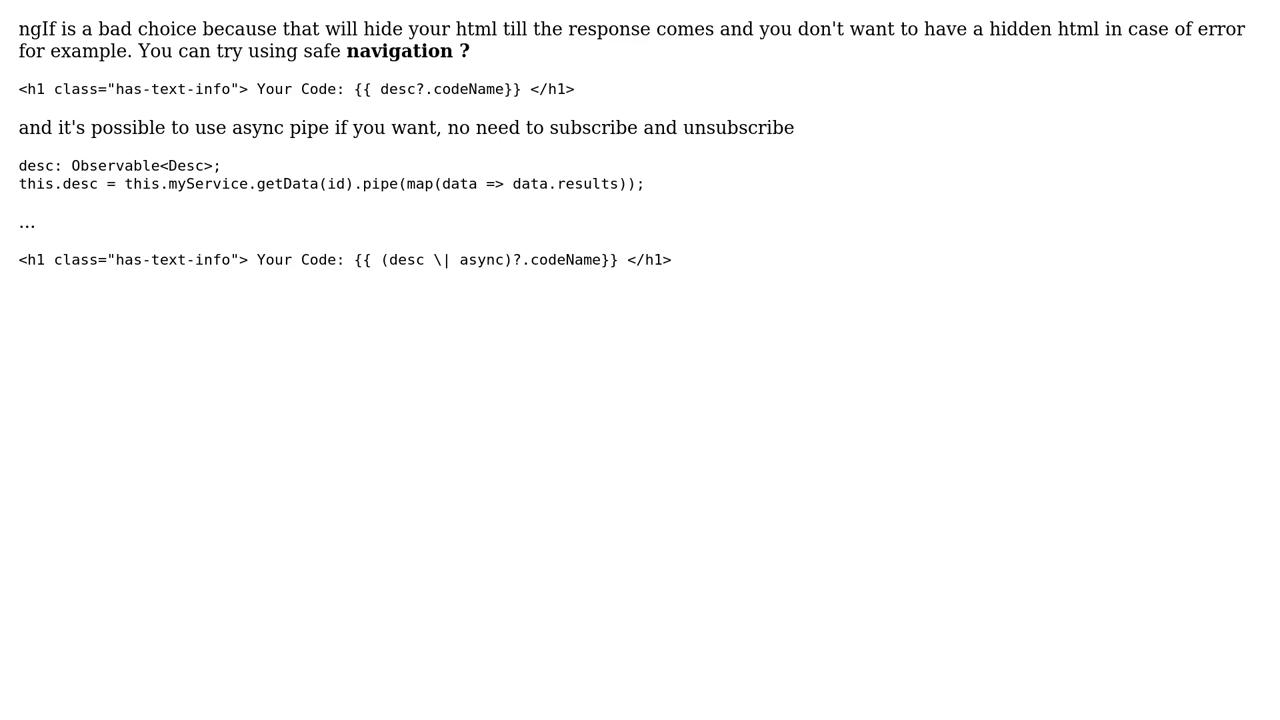 ngIf is a bad choice because that will hide your html till the response comes and you don't want to have a hidden html in case of error
for example. You can try using safe navigation ?
<h1 class="has-text-info"> Your Code: {{ desc?.codeName}} </h1>
and it's possible to use async pipe if you want, no need to subscribe and unsubscribe
desc: Observable<Desc>;
this.desc = this.myService.getData(id).pipe(map(data => data.results));
...
<h1 class="has-text-info"> Your Code: {{ (desc \| async)?.codeName}} </h1>